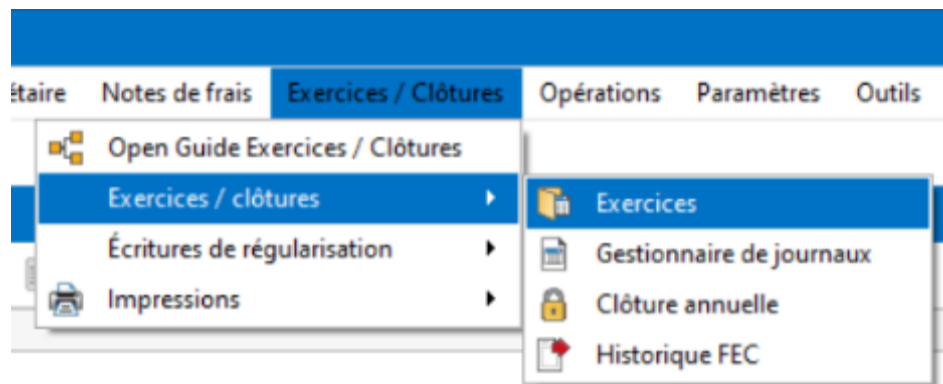 étaire Notes de frais Exercices / Clôtures Opérations Paramètres Outils
Open Guide Exercices / Clôtures
Exercices / clôtures
Écritures de régularisation
Impressions
Exercices
Gestionnaire de journaux
Clôture annuelle
Historique FEC